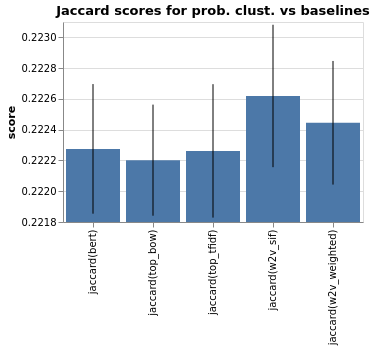 Jaccard scores for prob. clust. vs baselines
0.2230
0.2228
0.2226
0.2224
0.2222
0.2220
0.2218
score
jaccard(bert)
jaccard(top_bow)
jaccard(top_tfidf)
jaccard(w2v_sif)
jaccard(w2v_weighted)